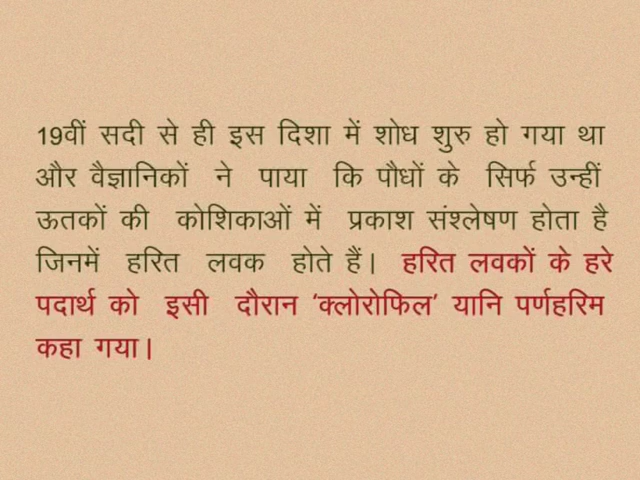 19वीं सदी से ही इस दिशा में शोध शुरु हो गया था
और वैज्ञानिकों ने पाया कि पौधों के सिर्फ उन्हीं
ऊतकों की कोशिकाओं में प्रकाश संश्लेषण होता है
जिनमें हरित लवक होते हैं। हरित लवकों के हरे
पदार्थ को इसी दौरान 'क्लोरोफिल' यानि पर्णहरिम
कहा गया।